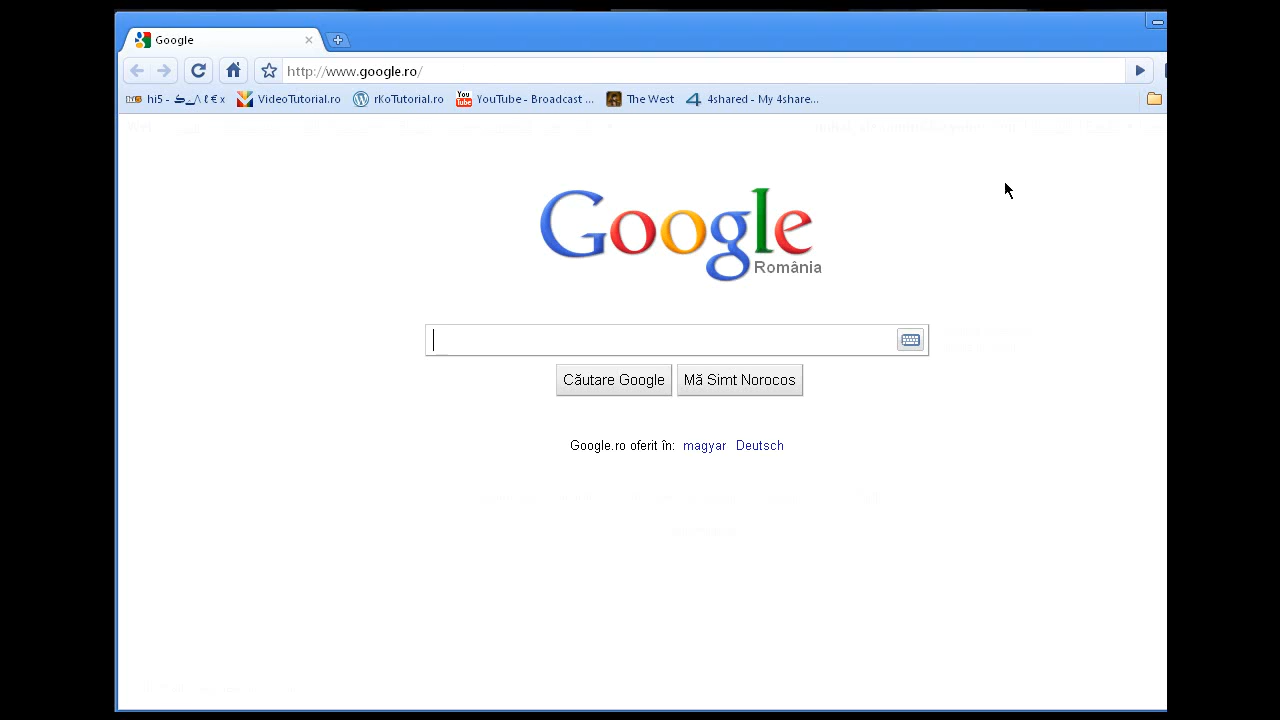 Google
http://www.google.ro/
hi5 -
VideoTutorial.ro
rKoTutorial.ro
YouTube - Broadcast ...
The West
4shared - My 4share...
Google
România
Căutare Google
Mă Simt Norocos
Google.ro oferit în: magyar Deutsch